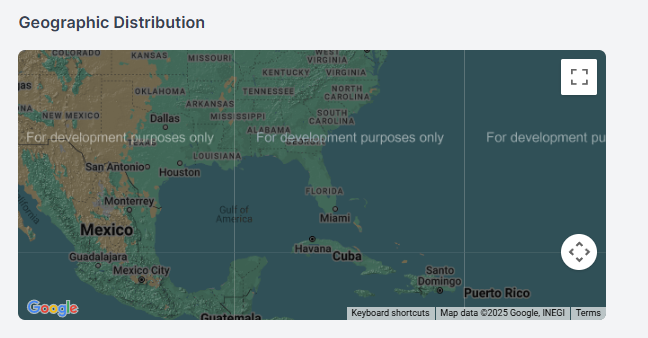 Geographic Distribution
COLORADO
KANSAS
MISSOURI
WEST
VIRGINIA
KENTUCKY
VIRGINIA
OKLAHOMA
TENNESSEE
NORTH
CAROLINA
ARKANSAS
NEW MEXICO
MISSISSIPPI
SOUTH
CAROLINA
Dallas
ALABAMA
For development purposes only
For development purposes only
For development pu
TEXAS
GEORGIA
LOUISIANA
San Antonio
Houston
FLORIDA
Monterrey
Gulf of
America
Miami
Mexico
Havana
Cuba
Guadalajara
Mexico City
Santo
Domingo
Puerto Rico
Google
Guatemala
Keyboard shortcuts
Map data ©2025 Google, INEGI
Terms